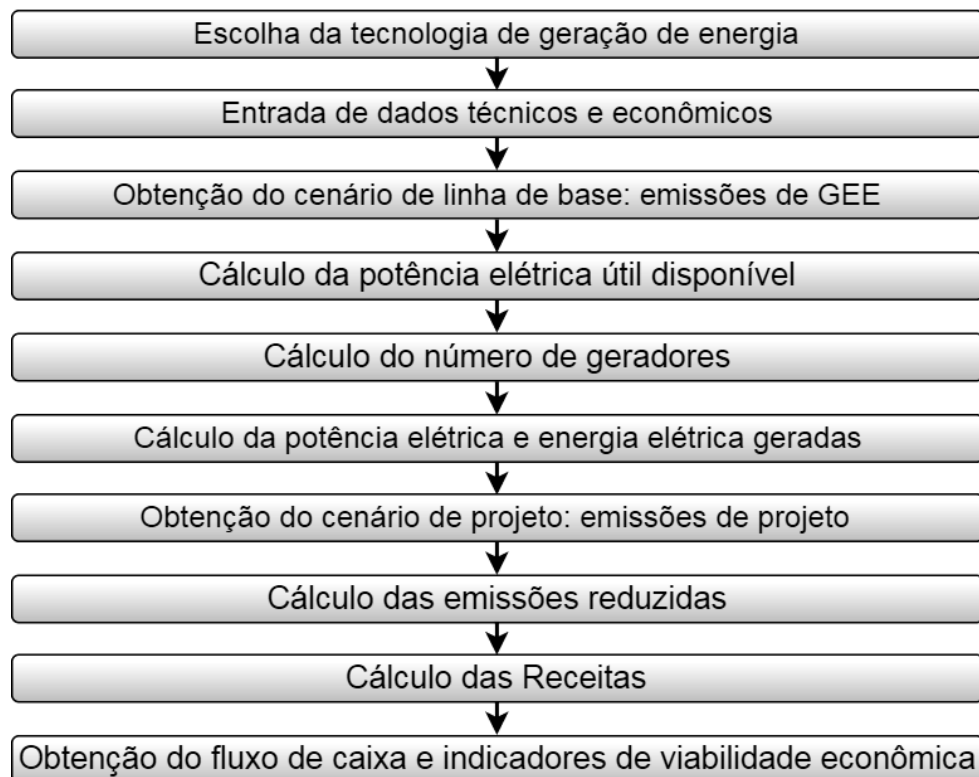 Escolha da tecnologia de geração de energia
Entrada de dados técnicos e econômicos
Obtenção do cenário de linha de base: emissões de GEE
Cálculo da potência elétrica útil disponível
Cálculo do número de geradores
Cálculo da potência elétrica e energia elétrica geradas
Obtenção do cenário de projeto: emissões de projeto
Cálculo das emissões reduzidas
Cálculo das Receitas
Obtenção do fluxo de caixa e indicadores de viabilidade econômica